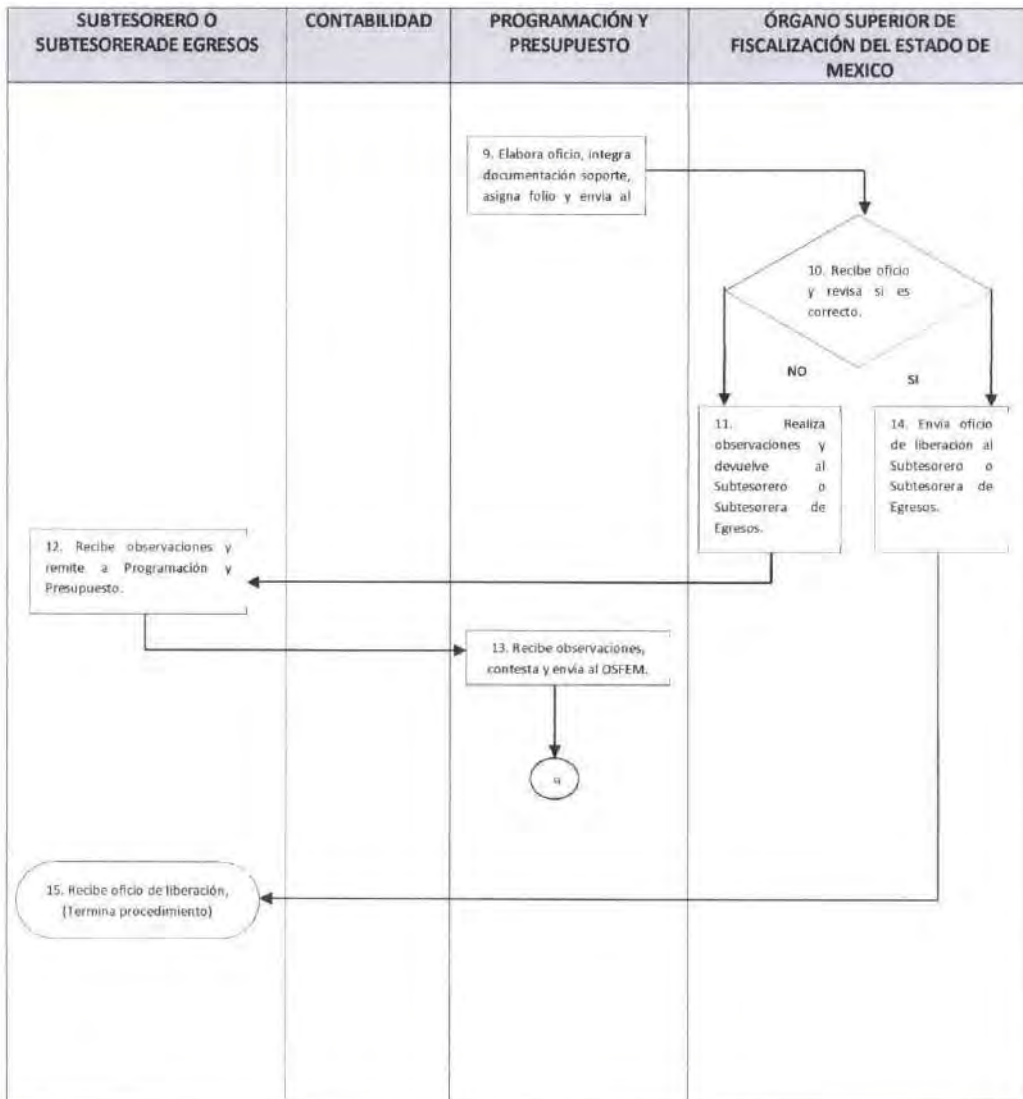 SUBTESORERO O
SUBTESORERADE EGRESOS
CONTABILIDAD
PROGRAMACIÓN Y
PRESUPUESTO
ÓRGANO SUPERIOR DE
FISCALIZACIÓN DEL ESTADO DE
MEXICO
9. Elabora oficio, integra
documentación soporte,
asigna folio y envia al
10. Recibe oficio
y revisa si es
correcto.
NO
SI
11. Realiza
observaciones y
devuelve al
Subtesorero o
Subtesorera de
Egresos.
14. Envía oficio
de liberación al
Subtesorero o
Subtesorera de
Egresos.
12. Recibe observaciones y
remite a Programación y
Presupuesto.
13. Recibe observaciones,
contesta y envia al OSFEM.
15. Recibe oficio de liberación,
(Termina procedimiento)